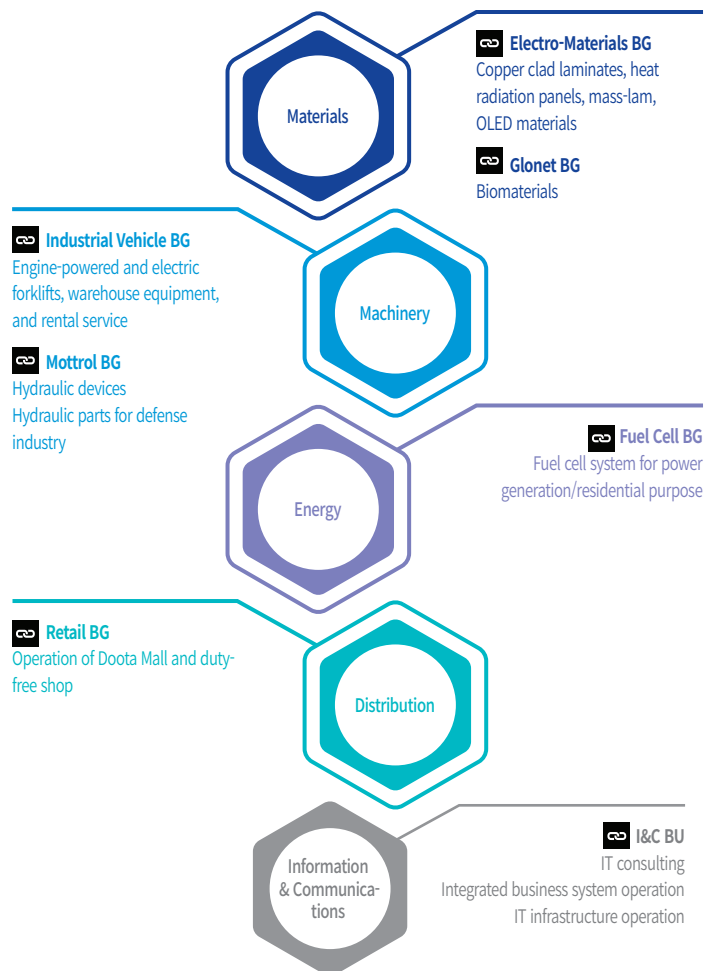 Materials
Electro-Materials BG
Copper clad laminates, heat
radiation panels, mass-lam,
OLED materials
Glonet BG
Biomaterials
Industrial Vehicle BG
Engine-powered and electric
forklifts, warehouse equipment,
and rental service
Mottrol BG
Hydraulic devices
Hydraulic parts for defense
industry
Machinery
Energy
Fuel Cell BG
Fuel cell system for power
generation/residential purpose
Retail BG
Operation of Doota Mall and duty-
free shop
Distribution
Information
& Communica-
tions
I&C BU
IT consulting
Integrated business system operation
IT infrastructure operation